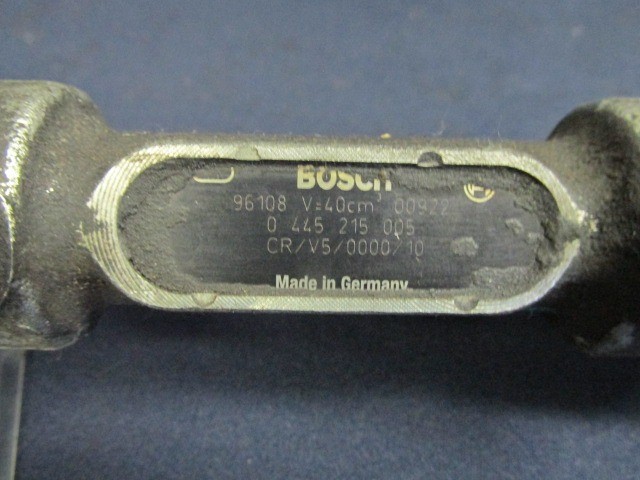 BOSCH
96108 V=40cm³ 00922
0 445 215 005
CR/V5/0000/10
Made in Germany